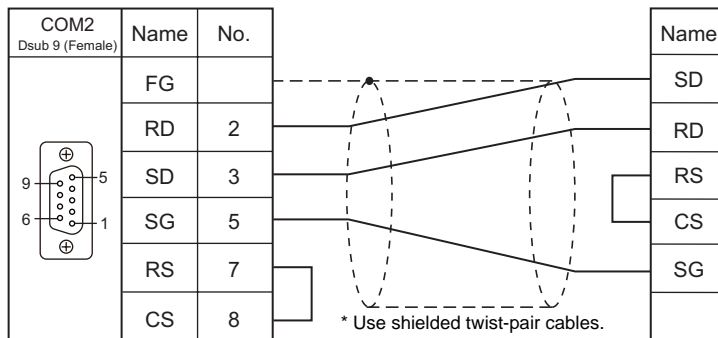 COM2
Dsub 9 (Female)
Name No.
FG
RD 2
SD 3
SG 5
RS 7
CS 8
9 5
6 1
Name
SD
RD
RS
CS
SG
* Use shielded twist-pair cables.